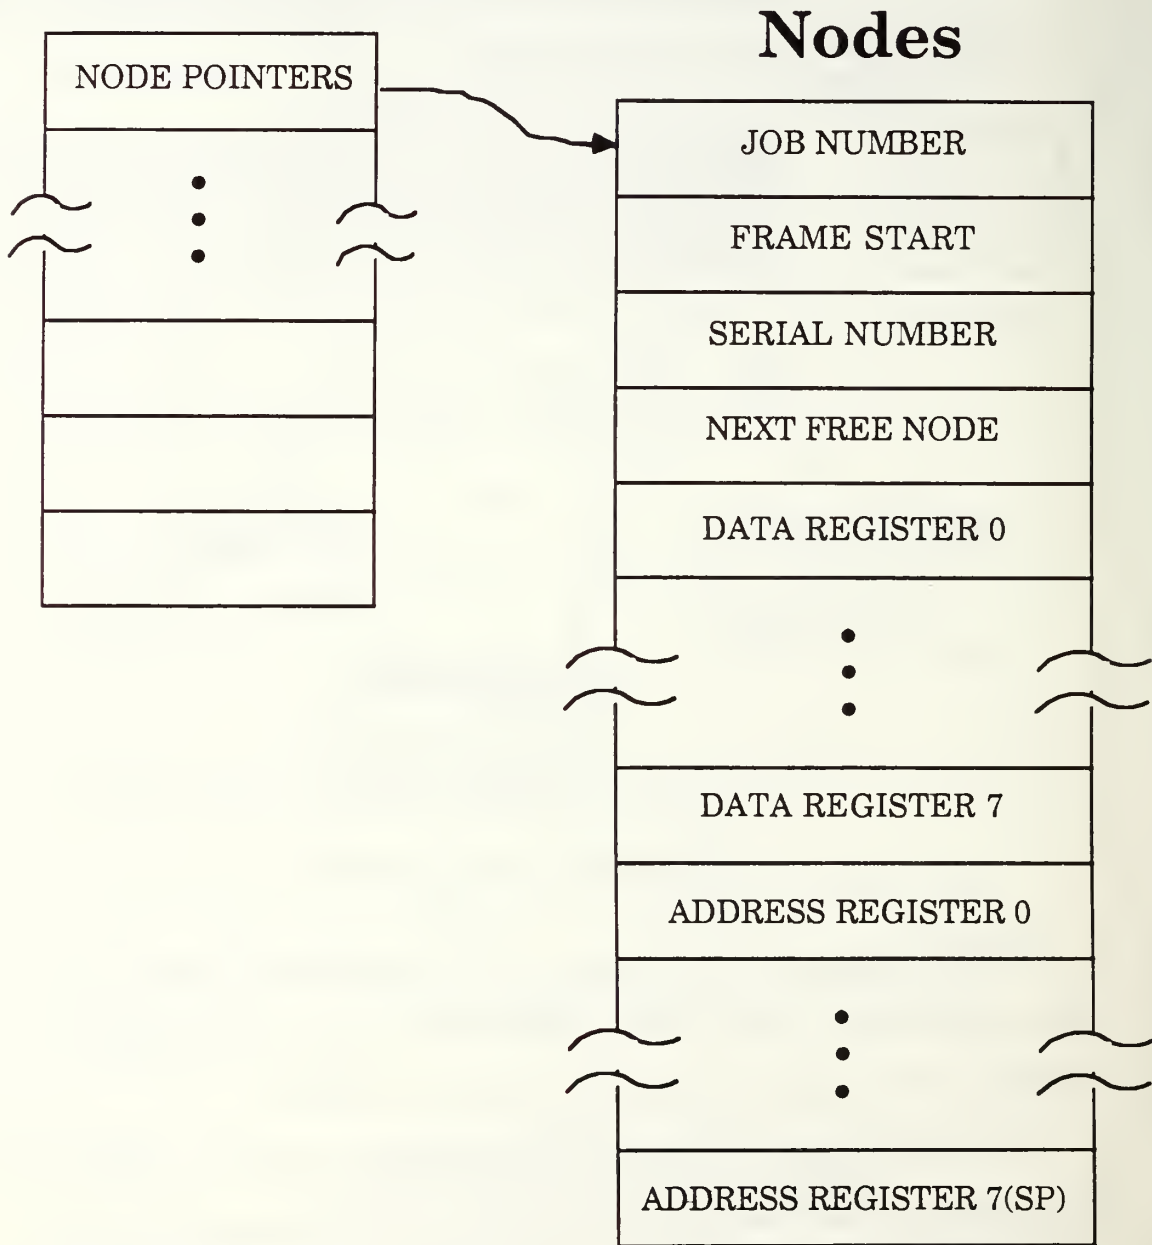 Nodes
NODE POINTERS
JOB NUMBER
FRAME START
SERIAL NUMBER
NEXT FREE NODE
DATA REGISTER 0
DATA REGISTER 7
ADDRESS REGISTER 0
ADDRESS REGISTER 7(SP)